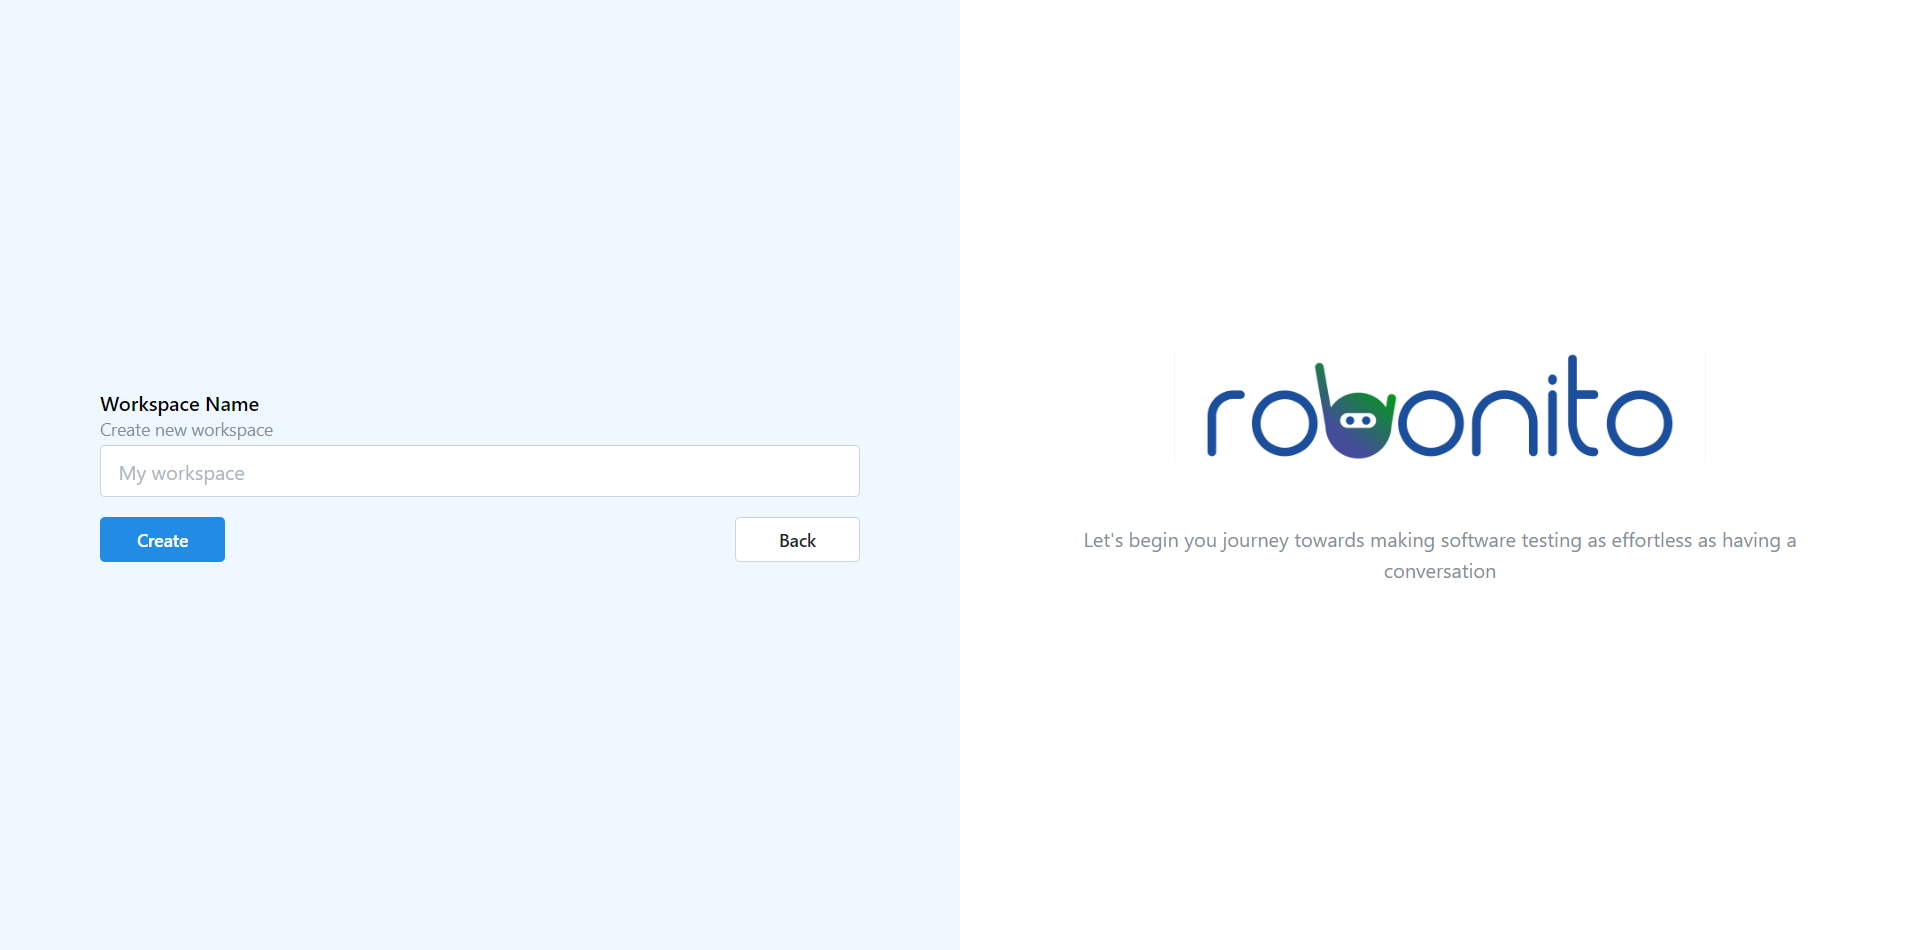 Workspace Name
Create new workspace
My workspace
Create
Back
robonito
Let's begin you journey towards making software testing as effortless as having a
conversation